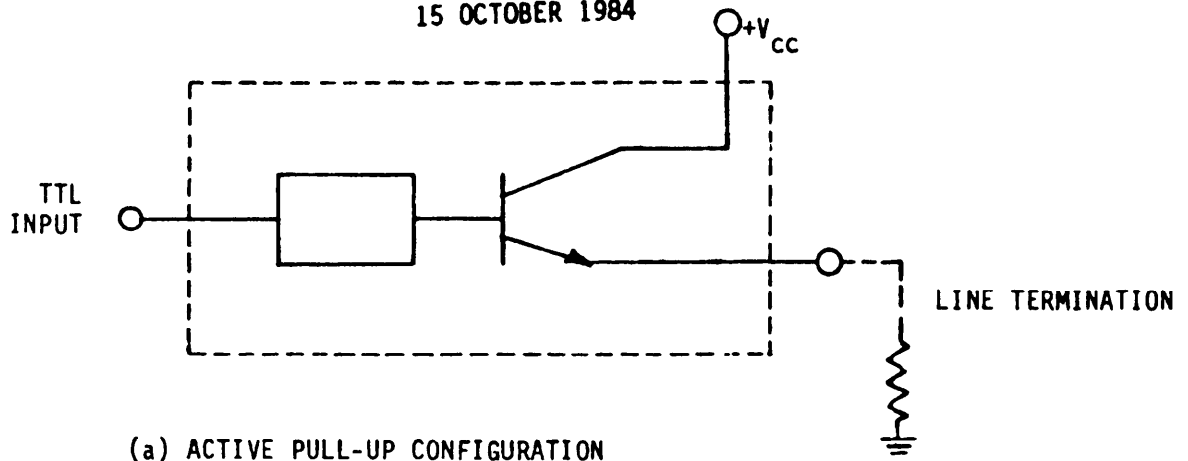 15 OCTOBER 1984
+VCC
TTL
INPUT
LINE TERMINATION
(a) ACTIVE PULL-UP CONFIGURATION